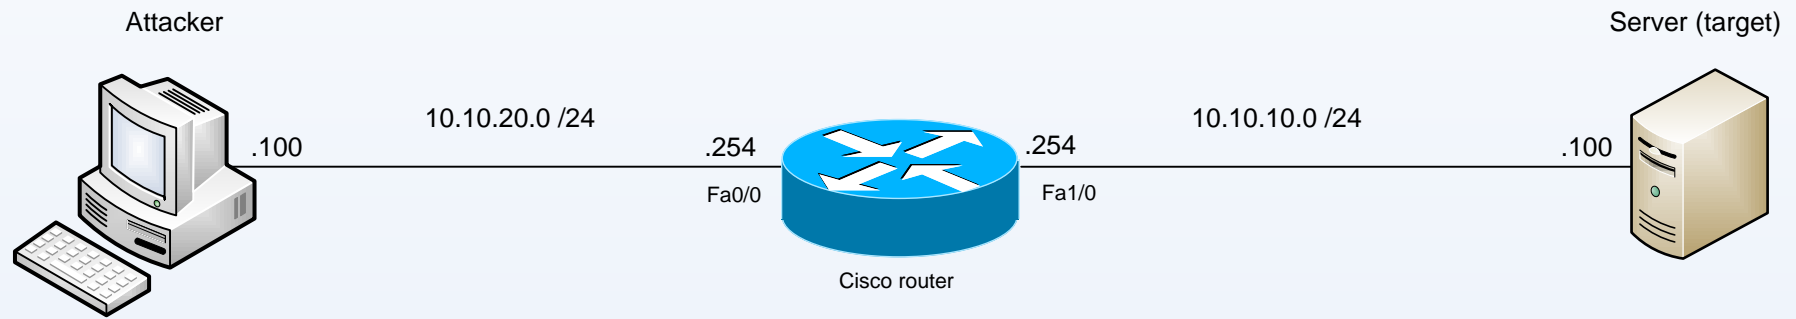 Attacker
Server (target)
10.10.20.0 /24
10.10.10.0 /24
.100
.254
.254
.100
Fa0/0
Fa1/0
Cisco router